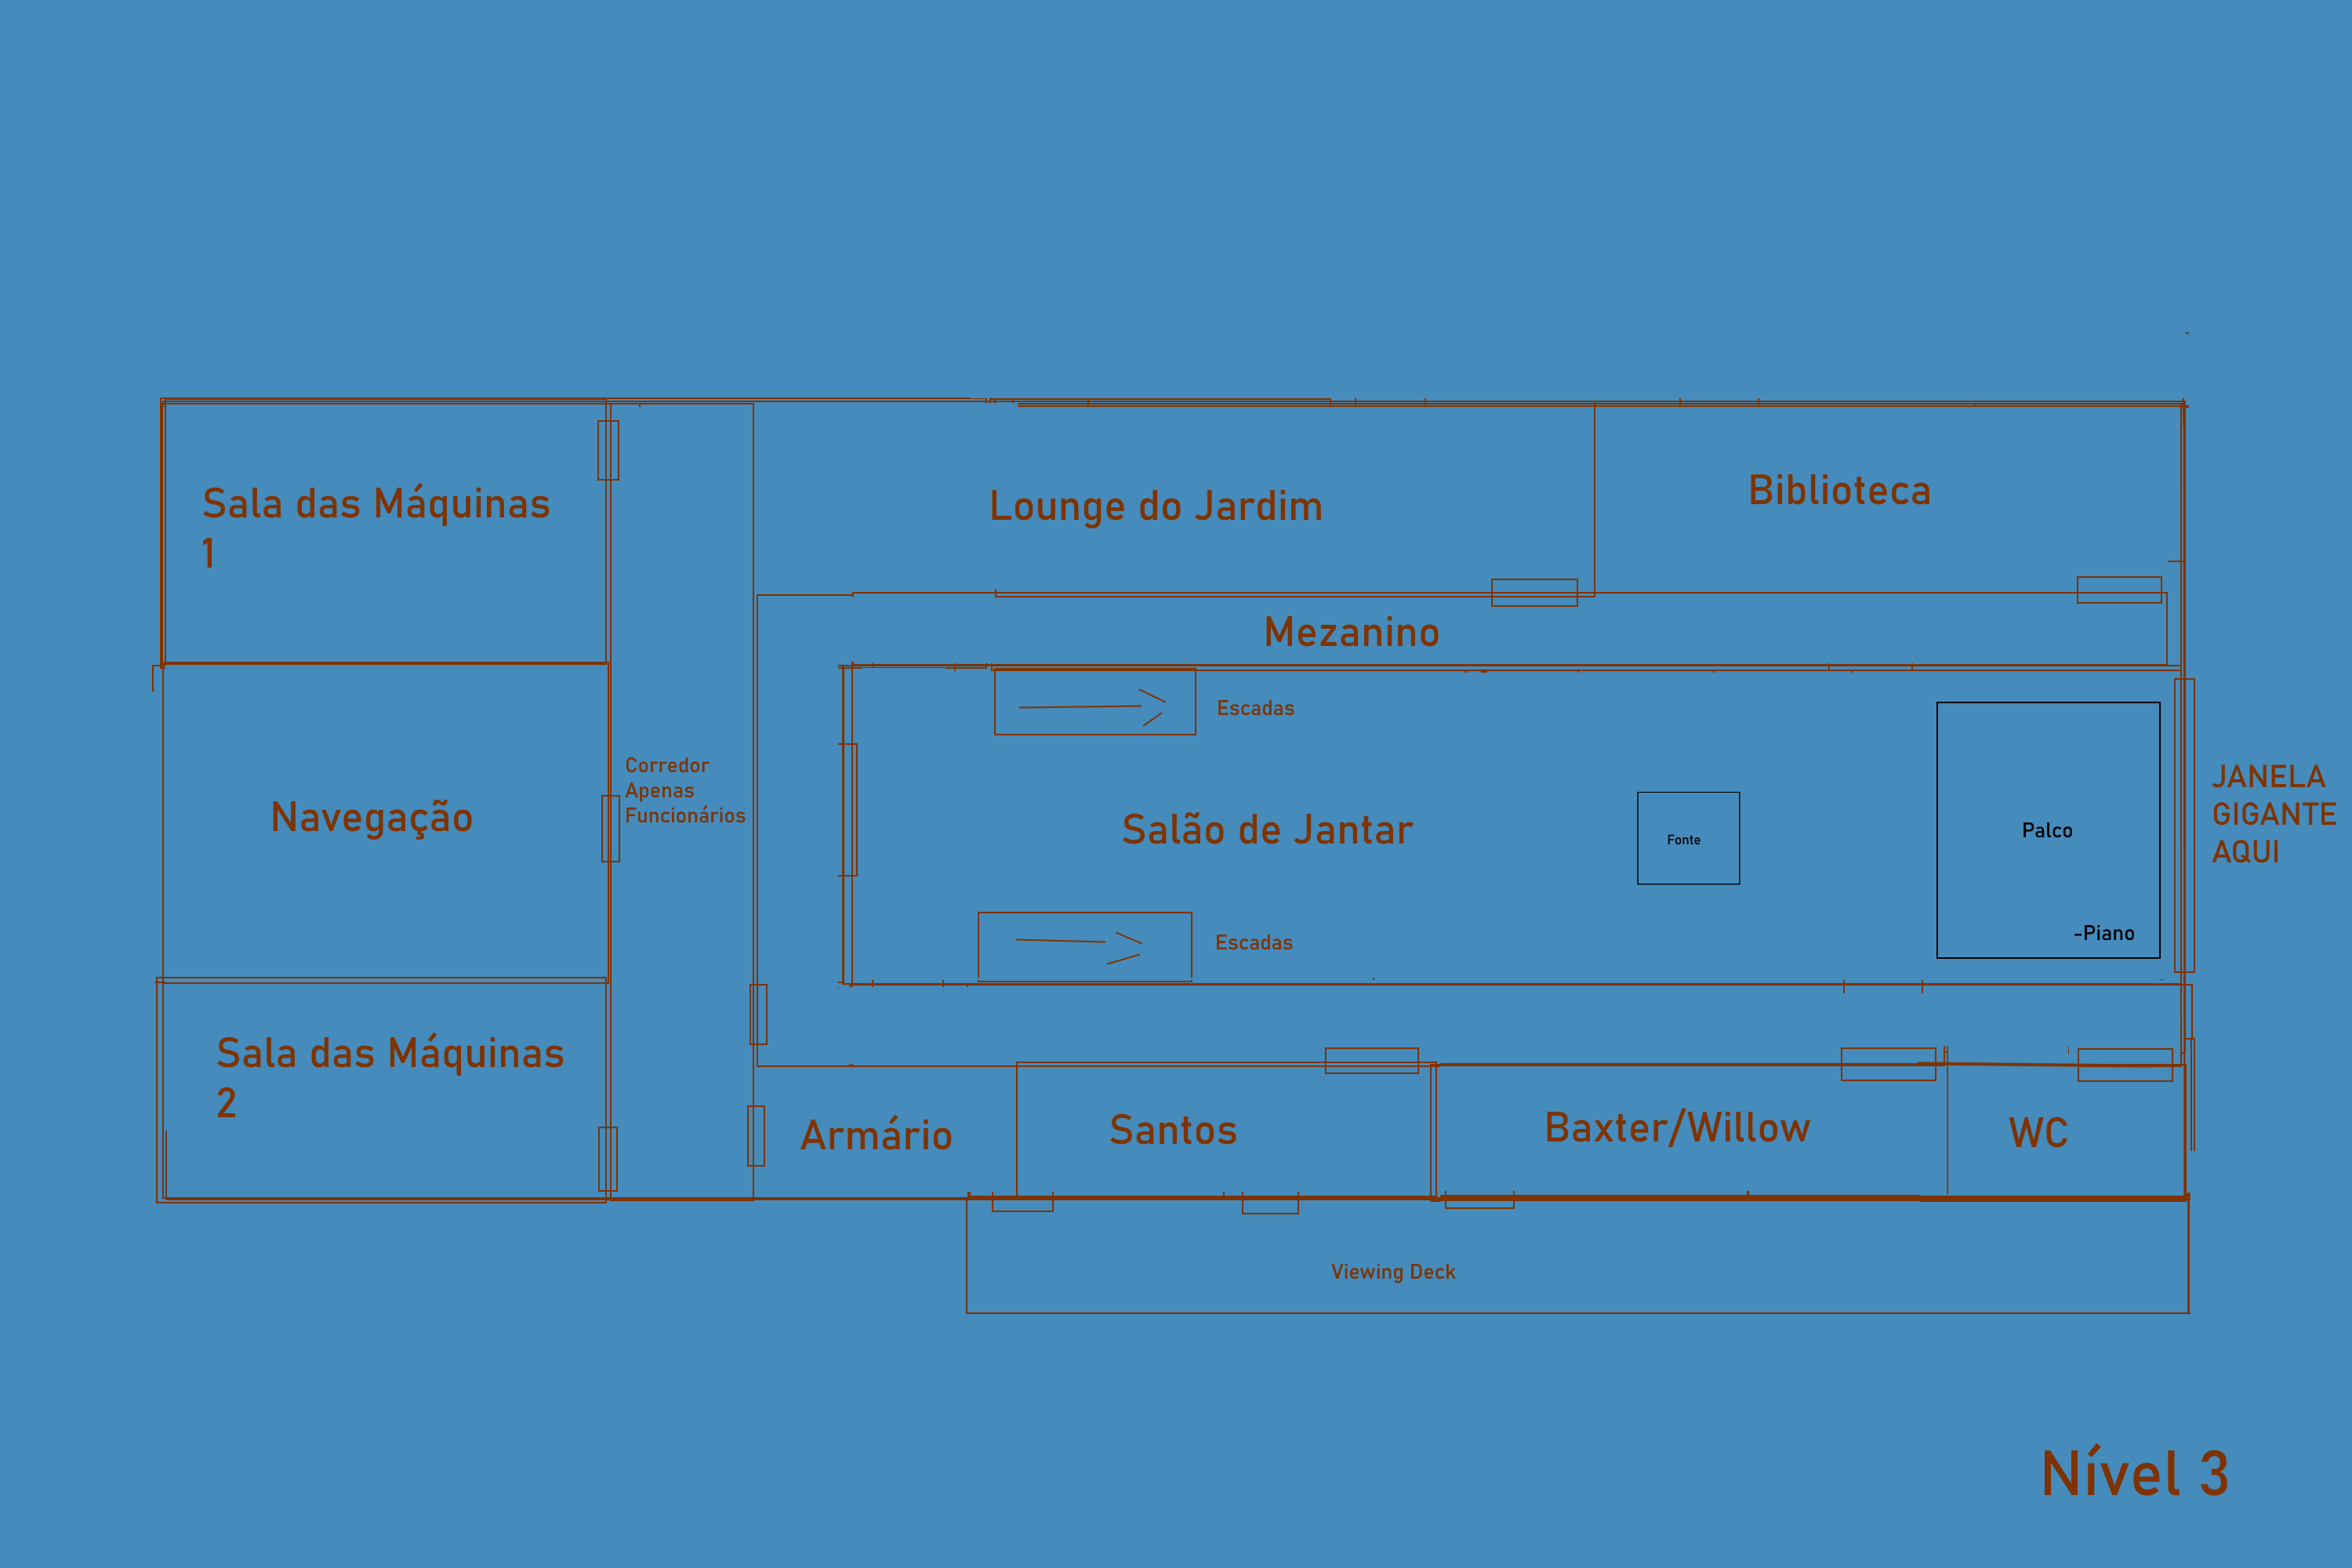 Sala das Máquinas
1
Lounge do Jardim
Biblioteca
Mezanino
Escadas
Corredor
Apenas
Funcionários
Navegação
Salão de Jantar
Fonte
Palco
-Piano
JANELA
GIGANTE
AQUI
Escadas
Sala das Máquinas
2
Armário
Santos
Baxter/Willow
WC
Viewing Deck
Nível 3